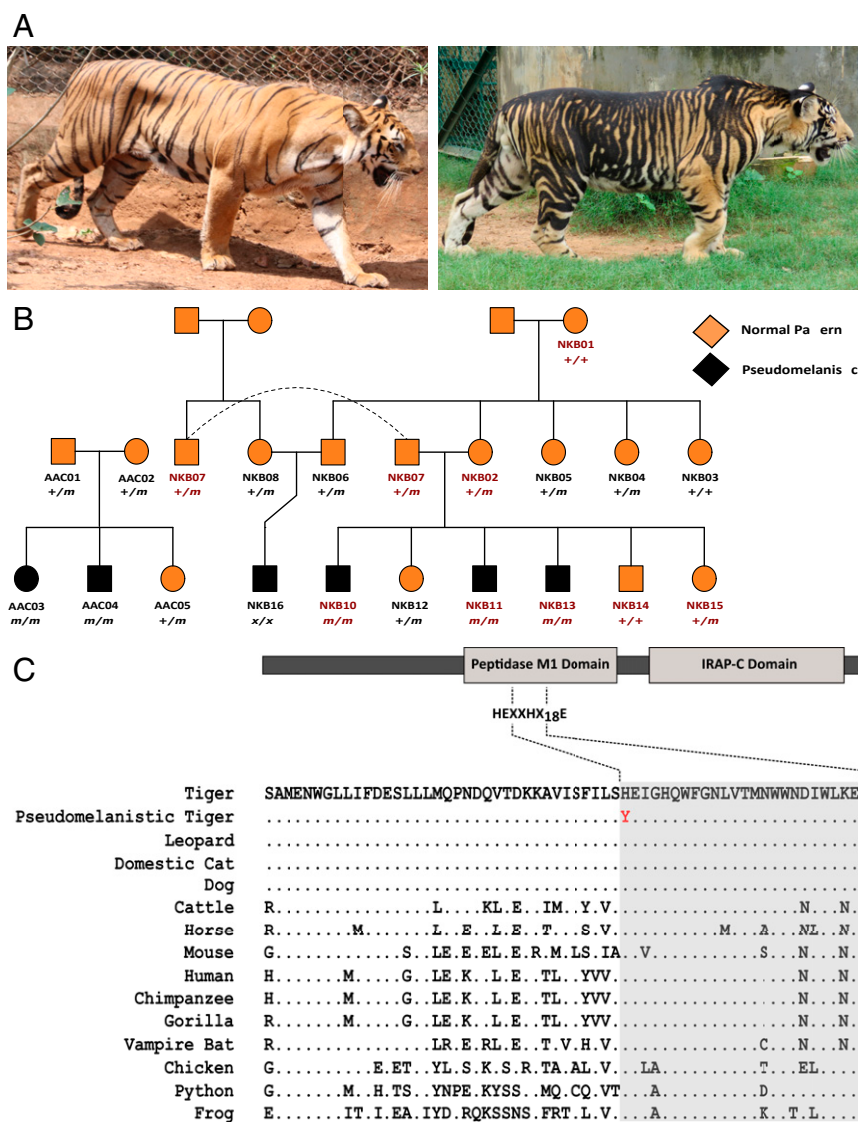 A
B
NKB01
+/+
Normal Pa ern
Pseudomelanis c
AAC01
+/m
AAC02
+/m
NKB07
+/m
NKB08
+/m
NKB06
+/m
NKB07
+/m
NKB02
+/m
NKB05
+/m
NKB04
+/m
NKB03
+/+
AAC03
m/m
AAC04
m/m
AAC05
+/m
NKB16
x/x
NKB10
m/m
NKB12
+/m
NKB11
m/m
NKB13
m/m
NKB14
+/+
NKB15
+/m
C
Peptidase M1 Domain
IRAP-C Domain
HEXXHX18E
Tiger SAMENWGLLIFDESLLLMQPNDQVTDKKAVISFILSHEIGHQWFGNLVTMNWWNDIWLKE
Pseudomelanistic Tiger ....................................Y.......................
Leopard ............................................................
Domestic Cat ............................................................
Dog ............................................................
Cattle R................L....KL.E..IM..Y.V...................N...N.
Horse R........M.......L..E..L.E..T...S.V...........M...A...NL..N.
Mouse G.............S..LE.E.EL.E.R.M.LS.IA..V...........S...N...N.
Human H.......M.....G..LE.K..L.E..TL..YVV...................N...N.
Chimpanzee R.......M.....G..LE.K..L.E..TL..YVV...................N...N.
Gorilla R.......M.....G..LE.K..L.E..TL..YVV...................N...N.
Vampire Bat R................LR.E.RL.E..T.V.H.V...............C...N...N.
Chicken G..........E.ET..YL.S.K.S.R.TA.AL.V...LA..........T...EL....
Python G.......M..H.TS..YNPE.KYSS..MQ.CQ.VT...A..........D.........
Frog E.......IT.I.EA.IYD.RQKSSNS.FRT.L.V....A..........K..T.L....